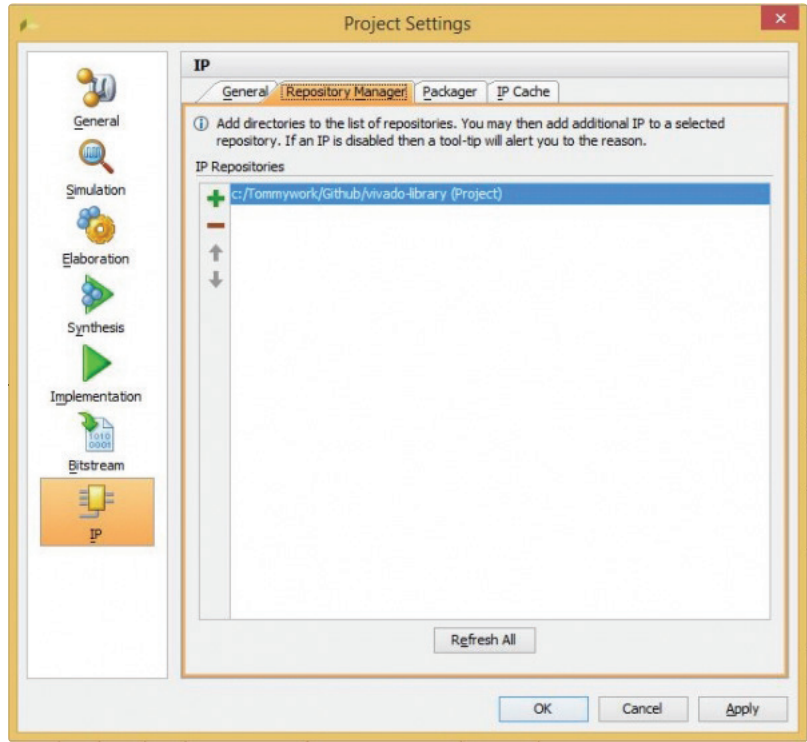 Project Settings
General
Simulation
Elaboration
Synthesis
Implementation
1010
0001
Bitstream
IP
IP
General
Repository Manager
Packager
IP Cache
Add directories to the list of repositories. You may then add additional IP to a selected
repository. If an IP is disabled then a tool-tip will alert you to the reason.
IP Repositories
c:/Tommywork/Github/vivado-library (Project)
Refresh All
OK
Cancel
Apply